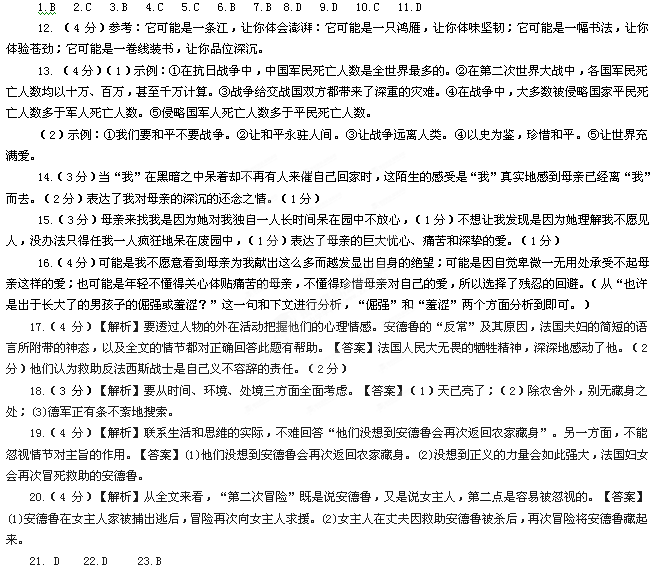 1.B 2.C 3.B 4.C 5.C 6.B 7.B 8.D 9.D 10.C 11.D
12. （4 分）参考：它可能是一条江，让你体会澎湃：它可能是一只鸿雁，让你体味坚韧；它可能是一幅书法，让你
体验苍劲；它可能是一卷线装书，让你品位深沉。
13. （4 分）（1）示例：①在抗日战争中，中国军民死亡人数是全世界最多的。②在第二次世界大战中，各国军民死
亡人数均以十万、百万，甚至千万计算。③战争给交战国双方都带来了深重的灾难。④在战争中，大多数被侵略国家平民死
亡人数多于军人死亡人数。⑤侵略国军人死亡人数多于平民死亡人数。
（2）示例：①我们要和平不要战争。②让和平永驻人间。③让战争远离人类。④以史为鉴，珍惜和平。⑤让世界充
满爱。
14.（3 分）当“我”在黑暗之中呆着却不再有人来催自己回家时，这陌生的感受是“我”真实地感到母亲已经离“我”
而去。（2 分）表达了我对母亲的深沉的还念之情。（1 分）
15.（3 分）母亲来找我是因为她对我独自一人长时间呆在园中不放心，（1 分）不想让我发现是因为她理解我不愿见
人，没办法只得任我一人疯狂地呆在废园中，（1 分）表达了母亲的巨大忧心、痛苦和深挚的爱。（1 分）
16.（4 分）可能是我不愿意看到母亲为我献出这么多而越发显出自身的绝望；可能是因自觉卑微一无用处承受不起母
亲这样的爱；也可能是年轻不懂得关心体贴痛苦的母亲，不懂得珍惜母亲对自己的爱，所以选择了残忍的回避。（从“也许
是出于长大了的男孩子的倔强或羞涩？”这一句和下文进行分析，“倔强”和“羞涩”两个方面分析到即可。）
17.（4 分）【解析】要透过人物的外在活动把握他们的心理情感。安德鲁的“反常”及其原因，法国夫妇的简短的语
言所附带的神态，以及全文的情节都对正确回答此题有帮助。【答案】法国人民大无畏的牺牲精神，深深地感动了他。（2
分）他们认为救助反法西斯战士是自己义不容辞的责任。（2 分）
18.（3 分）【解析】要从时间、环境、处境三方面全面考虑。【答案】（1）天已亮了；（2）除农舍外，别无藏身之
处；(3)德军正有条不紊地搜索。
19.（4 分）【解析】联系生活和思维的实际，不难回答“他们没想到安德鲁会再次返回农家藏身”。另一方面，不能
忽视情节对主旨的作用。【答案】(1)他们没想到安德鲁会再次返回农家藏身。(2)没想到正义的力量会如此强大，法国妇女
会再次冒死救助的安德鲁。
20.（4 分）【解析】从全文来看，“第二次冒险”既是说安德鲁，又是说女主人，第二点是容易被忽视的。【答案】
(1)安德鲁在女主人家被捕出逃后，冒险再次向女主人求援。(2)女主人在丈夫因救助安德鲁被杀后，再次冒险将安德鲁藏起
来。
21. D 22.D 23.B